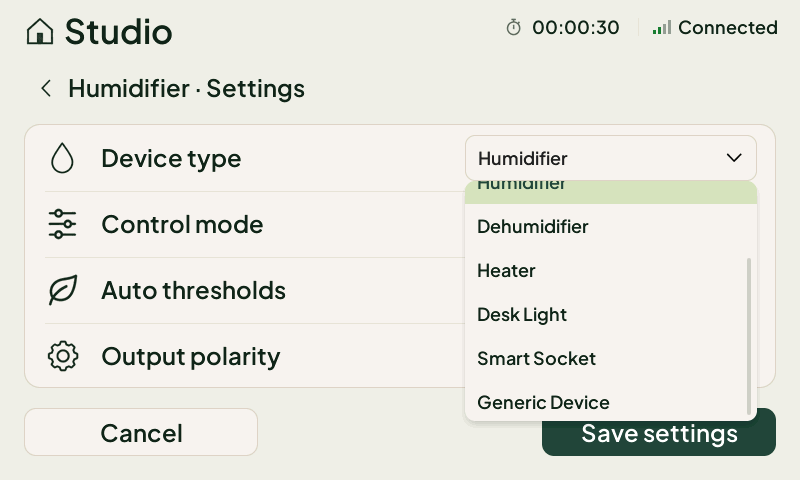 Studio
00:00:30
Connected
Humidifier · Settings
Device type
Humidifier
Humidifier
Control mode
Dehumidifier
Auto thresholds
Heater
Desk Light
Output polarity
Smart Socket
Generic Device
Cancel
Save settings